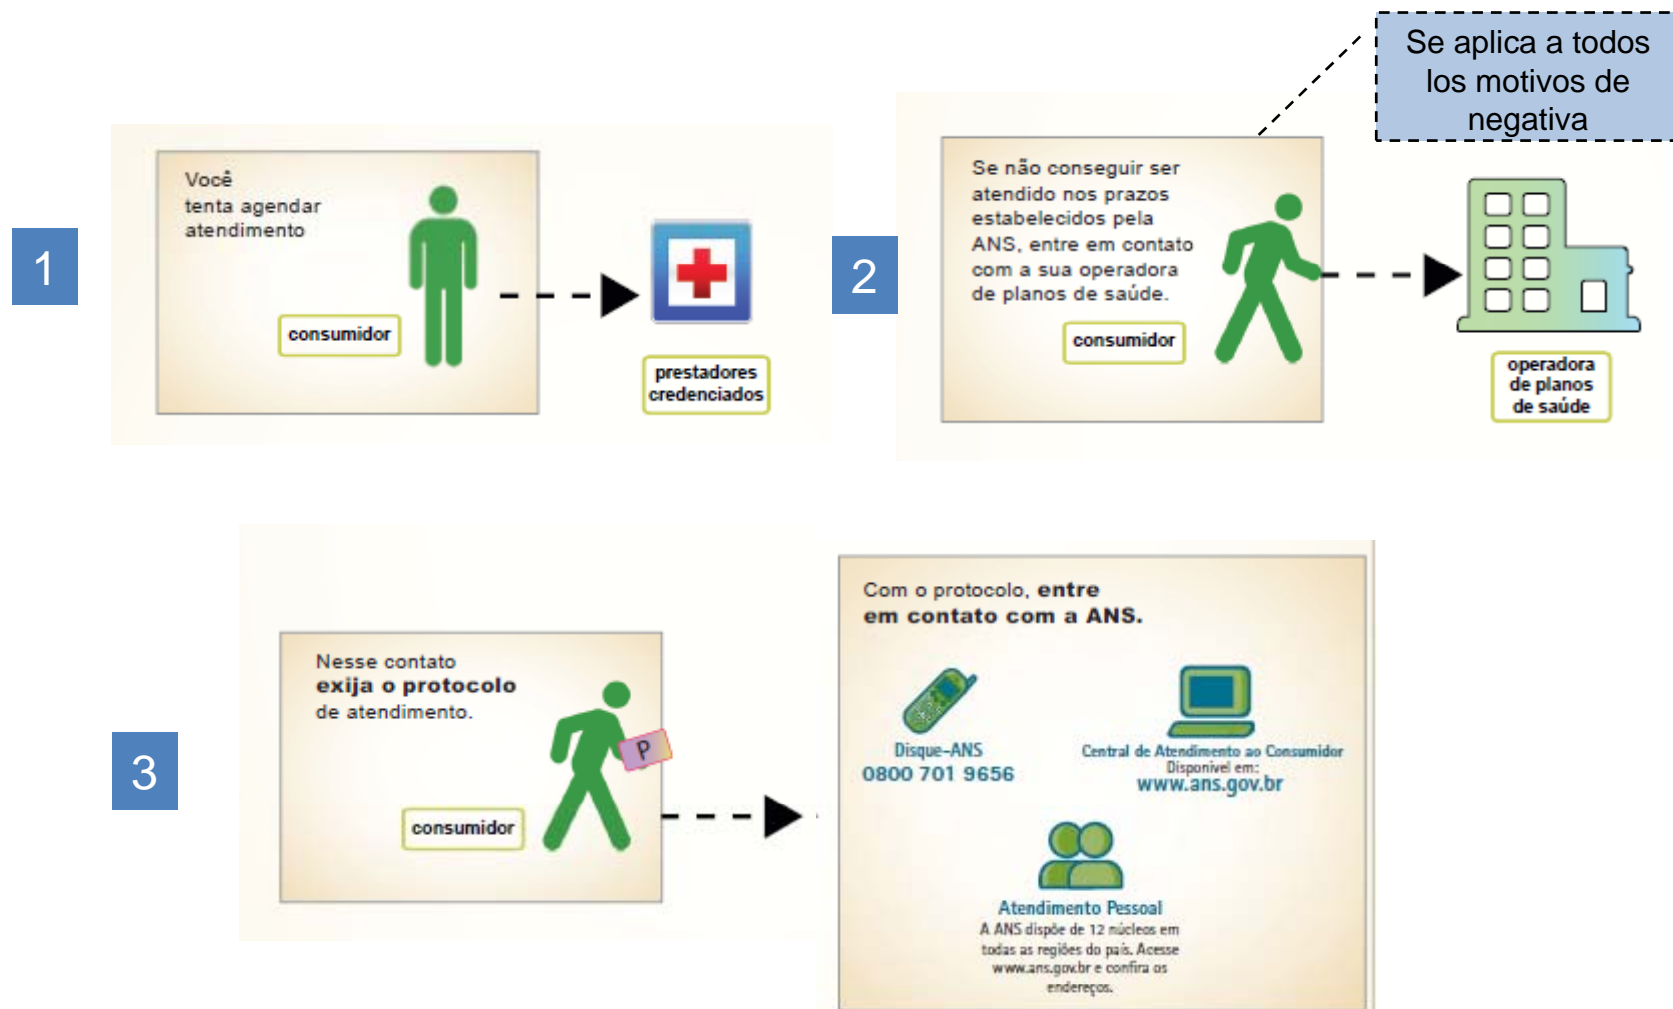 1
Você
tenta agendar
atendimento
consumidor
prestadores
credenciados
Se aplica a todos
los motivos de
negativa
2
Se não conseguir ser
atendido nos prazos
estabelecidos pela
ANS, entre em contato
com a sua operadora
de planos de saúde.
consumidor
operadora
de planos
de saúde
3
Nesse contato
exija o protocolo
de atendimento.
P
consumidor
Com o protocolo, entre
em contato com a ANS.
Disque-ANS
0800 701 9656
Central de Atendimento ao Consumidor
Disponível em:
www.ans.gov.br
Atendimento Pessoal
A ANS dispõe de 12 núcleos em
todas as regiões do país. Acesse
www.ans.gov.br e confira os
endereços.